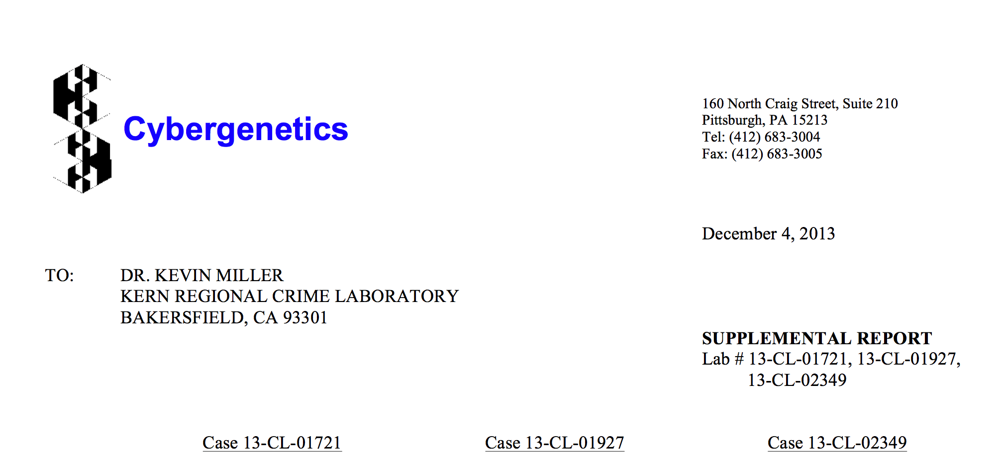 Cybergenetics
160 North Craig Street, Suite 210
Pittsburgh, PA 15213
Tel: (412) 683-3004
Fax: (412) 683-3005
December 4, 2013
TO: DR. KEVIN MILLER
KERN REGIONAL CRIME LABORATORY
BAKERSFIELD, CA 93301
SUPPLEMENTAL REPORT
Lab # 13-CL-01721, 13-CL-01927,
13-CL-02349
Case 13-CL-01721 Case 13-CL-01927 Case 13-CL-02349